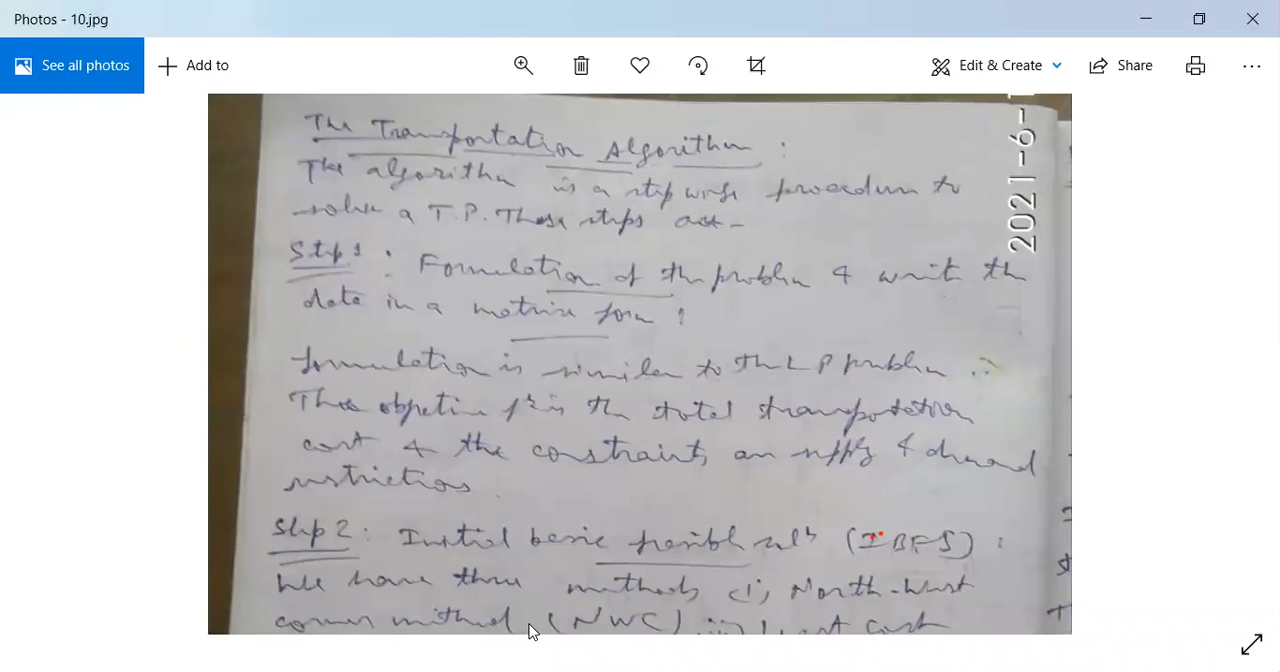 Photos - 10.jpg
See all photos
Add to
Edit & Create
Share
2021-6-
The Transportation Algorithm :
The algorithm is a step wise procedure to
solve a T.P. These steps are -
Step 1 : Formulation of the problem & write the
data in a matrix form :
Formulation is similar to the L P problem ∴
The objective fⁿ is the total transportation
cost & the constraints are supply & demand
restrictions
Step 2 : Initial basic feasible solⁿ (IBFS) :
We have three methods (i) North-West
corner method (NWC) ii) Least cost